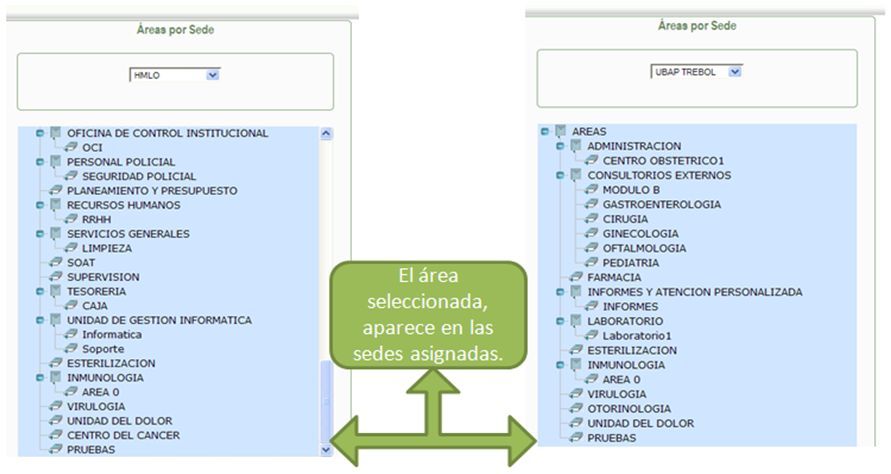 Áreas por Sede
HMLO
OFICINA DE CONTROL INSTITUCIONAL
OCI
PERSONAL POLICIAL
SEGURIDAD POLICIAL
PLANEAMIENTO Y PRESUPUESTO
RECURSOS HUMANOS
RRHH
SERVICIOS GENERALES
LIMPIEZA
SOAT
SUPERVISION
TESORERIA
CAJA
UNIDAD DE GESTION INFORMATICA
Informatica
Soporte
ESTERILIZACION
INMUNOLOGIA
AREA 0
VIRULOGIA
UNIDAD DEL DOLOR
CENTRO DEL CANCER
PRUEBAS
El área
seleccionada,
aparece en las
sedes asignadas.
Áreas por Sede
UBAP TREBOL
AREAS
ADMINISTRACION
CENTRO OBSTETRICO1
CONSULTORIOS EXTERNOS
MODULO B
GASTROENTEROLOGIA
CIRUGIA
GINECOLOGIA
OFTALMOLOGIA
PEDIATRIA
FARMACIA
INFORMES Y ATENCION PERSONALIZADA
INFORMES
LABORATORIO
Laboratorio1
ESTERILIZACION
INMUNOLOGIA
AREA 0
VIRULOGIA
OTORINOLOGIA
UNIDAD DEL DOLOR
PRUEBAS